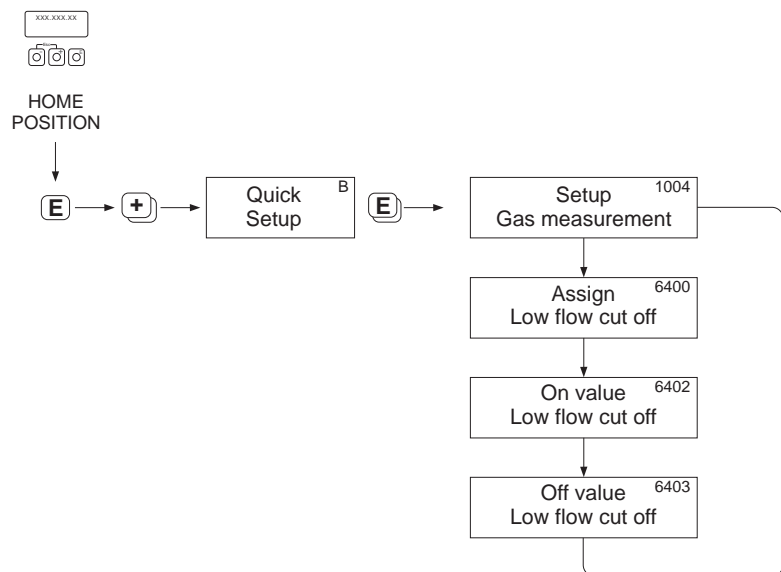 xxx.xxx.xx
HOME
POSITION
E
+
Quick
Setup
B
E
Setup
Gas measurement
1004
Assign
Low flow cut off
6400
On value
Low flow cut off
6402
Off value
Low flow cut off
6403